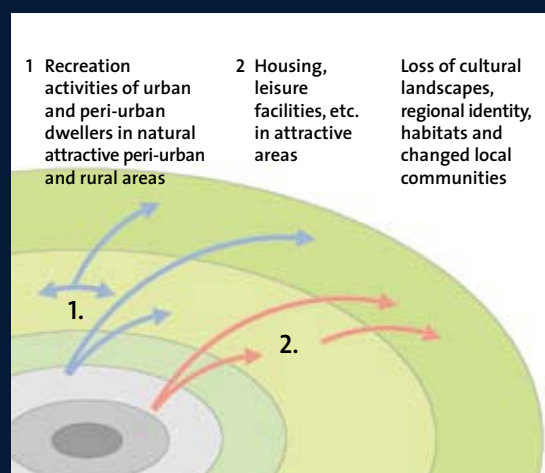 1 Recreation
activities of urban
and peri-urban
dwellers in natural
attractive peri-urban
and rural areas
2 Housing,
leisure
facilities, etc.
in attractive
areas
Loss of cultural
landscapes,
regional identity,
habitats and
changed local
communities
1.
2.